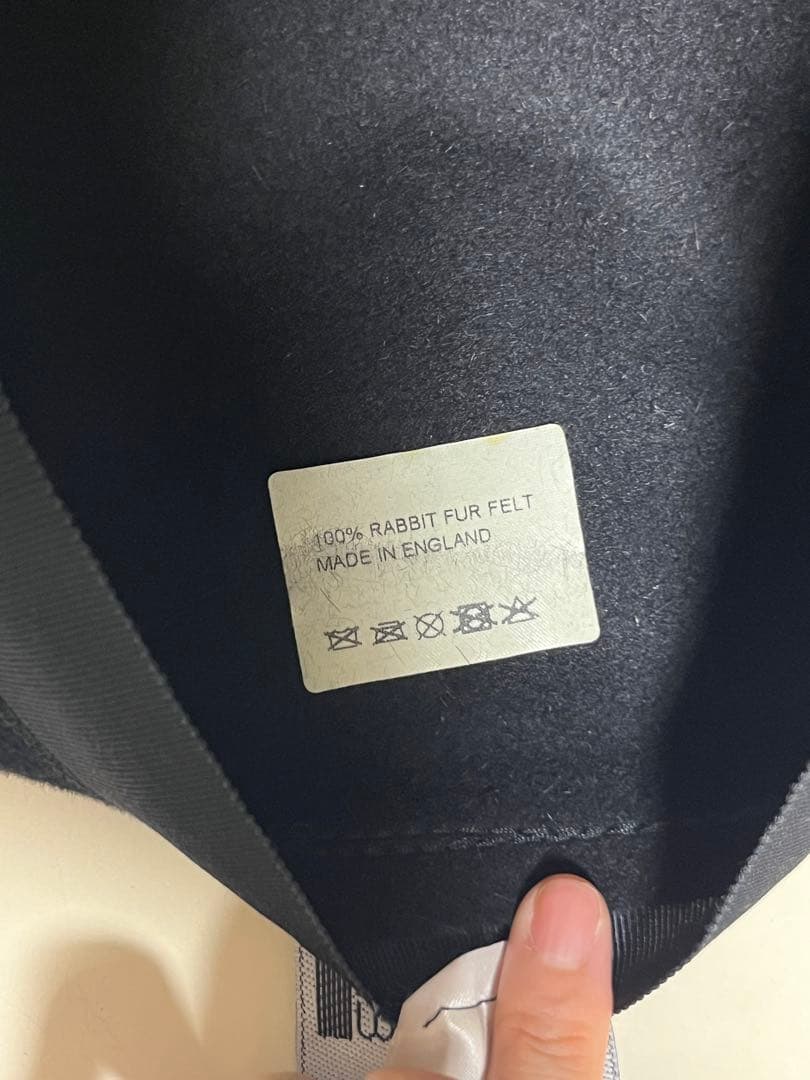 100% RABBIT FUR FELT
MADE IN ENGLAND